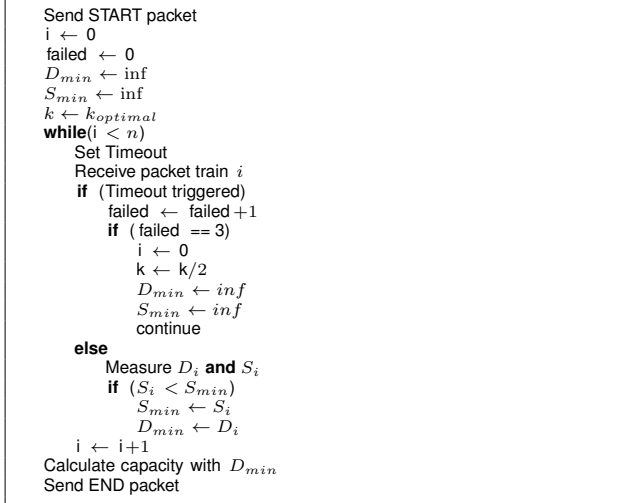 Send START packet
i ← 0
failed ← 0
D_min ← inf
S_min ← inf
k ← k_optimal
while(i < n)
Set Timeout
Receive packet train i
if (Timeout triggered)
failed ← failed+1
if ( failed == 3)
i ← 0
k ← k/2
D_min ← inf
S_min ← inf
continue
else
Measure D_i and S_i
if (S_i < S_min)
S_min ← S_i
D_min ← D_i
i ← i+1
Calculate capacity with D_min
Send END packet